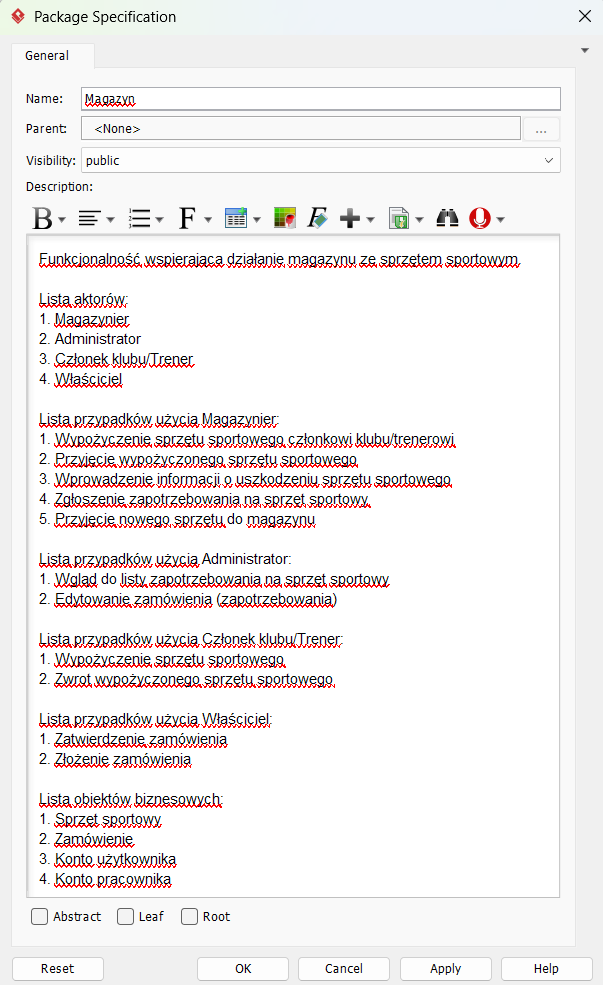 Package Specification
General
Name: Magazyn
Parent: <None> ...
Visibility: public
Description:
B F
Funkcjonalność wspierająca działanie magazynu ze sprzętem sportowym.
Lista aktorów:
1. Magazynier
2. Administrator
3. Członek klubu/Trener
4. Właściciel
Lista przypadków użycia Magazynier:
1. Wypożyczenie sprzętu sportowego członkowi klubu/trenerowi
2. Przyjęcie wypożyczonego sprzętu sportowego
3. Wprowadzenie informacji o uszkodzeniu sprzętu sportowego
4. Zgłoszenie zapotrzebowania na sprzęt sportowy
5. Przyjęcie nowego sprzętu do magazynu
Lista przypadków użycia Administrator:
1. Wgląd do listy zapotrzebowania na sprzęt sportowy
2. Edytowanie zamówienia (zapotrzebowania)
Lista przypadków użycia Członek klubu/Trener:
1. Wypożyczenie sprzętu sportowego
2. Zwrot wypożyczonego sprzętu sportowego
Lista przypadków użycia Właściciel:
1. Zatwierdzenie zamówienia
2. Złożenie zamówienia
Lista obiektów biznesowych:
1. Sprzęt sportowy
2. Zamówienie
3. Konto użytkownika
4. Konto pracownika
Abstract Leaf Root
Reset OK Cancel Apply Help